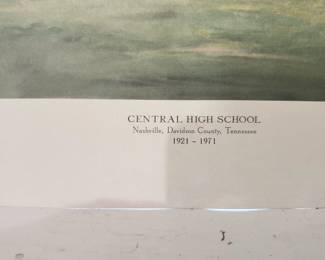 CENTRAL HIGH SCHOOL
Nashville, Davidson County, Tennessee
1921 - 1971